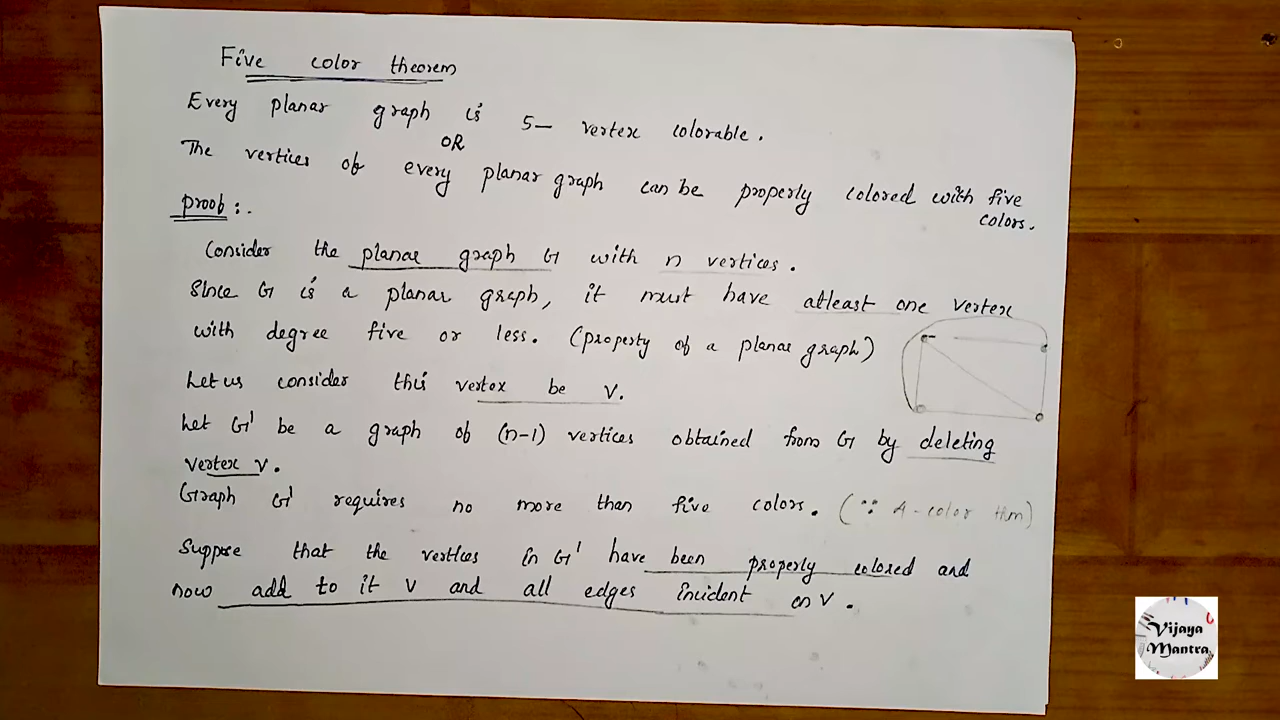 Five color theorem
Every planar graph is 5- vertex colorable.
OR
The vertices of every planar graph can be properly colored with five
colors.
proof:.
Consider the planar graph G with n vertices.
Since G is a planar graph, it must have atleast one vertex
with degree five or less. (property of a planar graph)
Let us consider this vertex be V.
Let G' be a graph of (n-1) vertices obtained from G by deleting
vertex V.
Graph G' requires no more than five colors. (∵ 4-color thm)
Suppose that the vertices in G' have been properly colored and
now add to it V and all edges incident on V.
Vijaya
Mantra